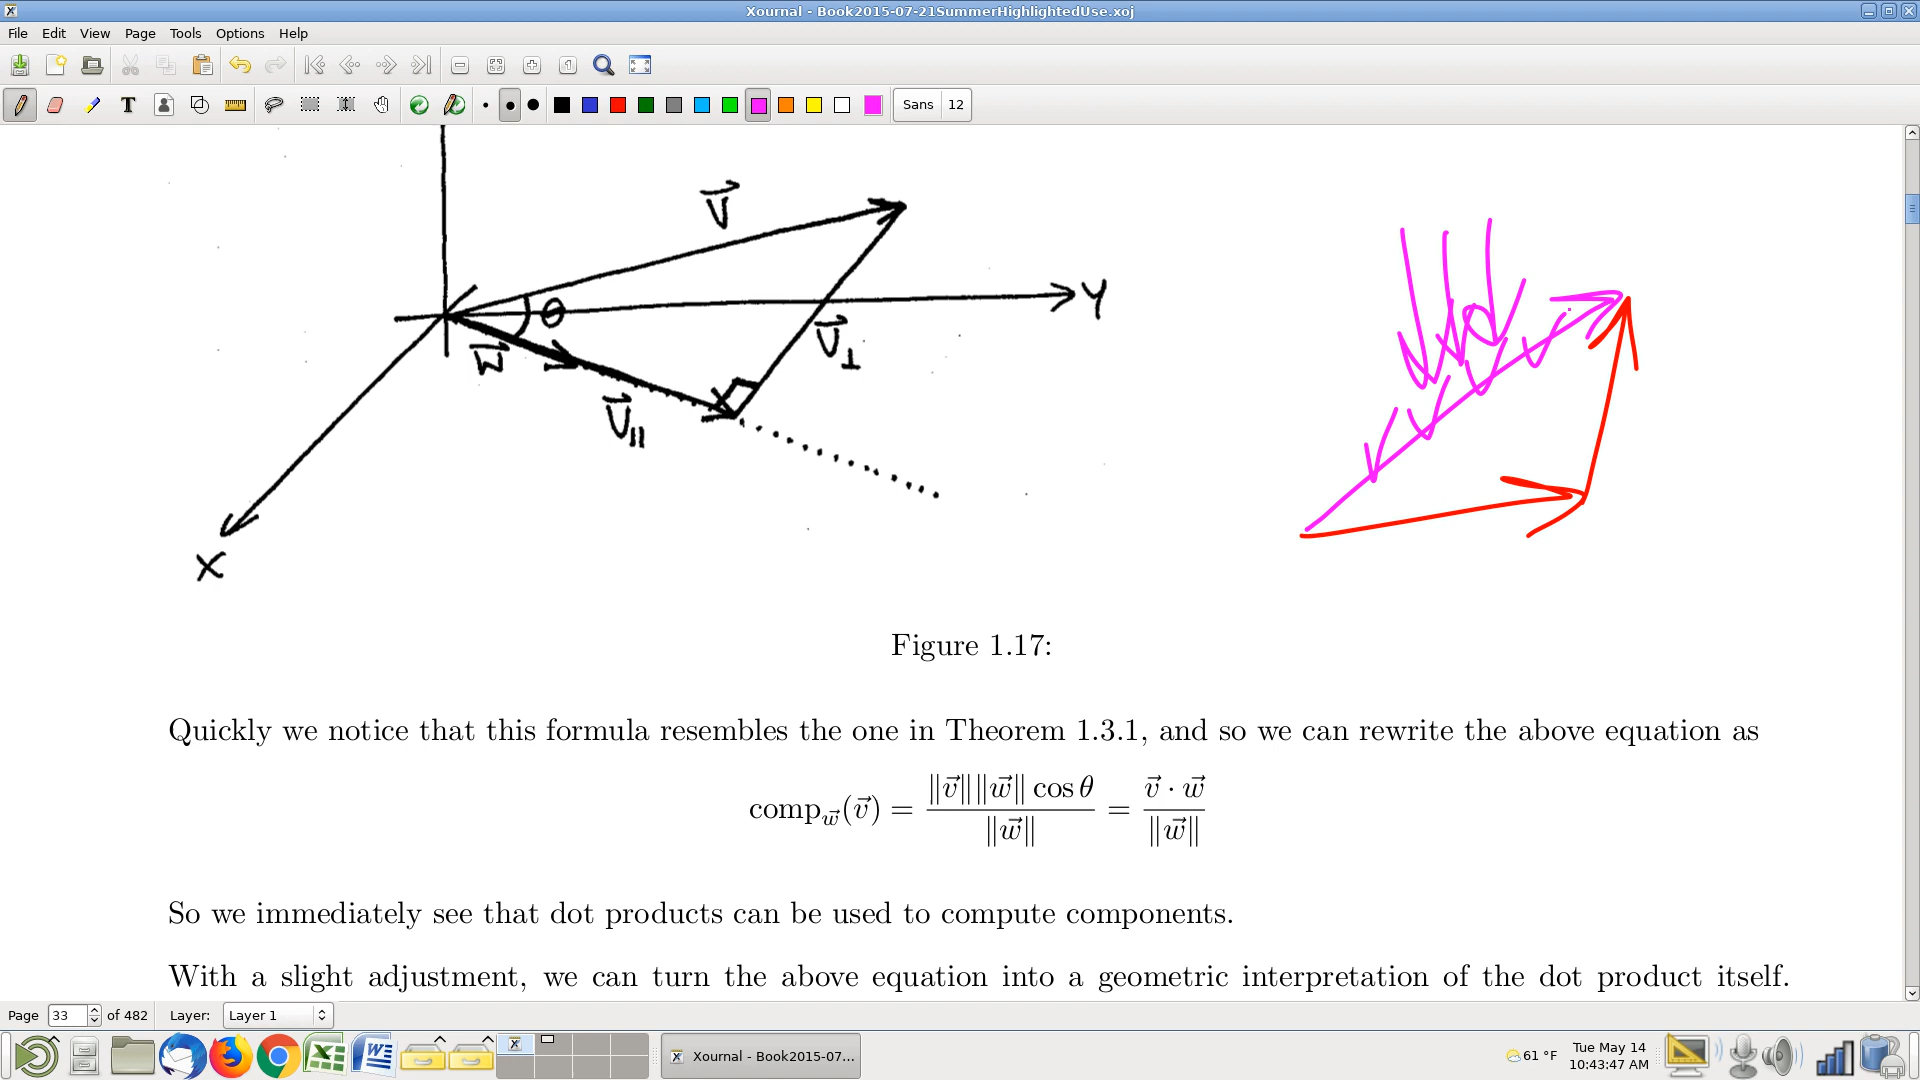 Xournal - Book2015-07-21SummerHighlightedUse.xoj
File Edit View Page Tools Options Help
Sans 12
V⃗
θ
Y
W⃗
V⃗⊥
V⃗∥
X
Figure 1.17:
Quickly we notice that this formula resembles the one in Theorem 1.3.1, and so we can rewrite the above equation as
comp_w⃗(v⃗) = ‖v⃗‖‖w⃗‖ cos θ / ‖w⃗‖ = v⃗ · w⃗ / ‖w⃗‖
So we immediately see that dot products can be used to compute components.
With a slight adjustment, we can turn the above equation into a geometric interpretation of the dot product itself.
Page 33 of 482 Layer: Layer 1
Xournal - Book2015-07...
61 °F
Tue May 14
10:43:47 AM